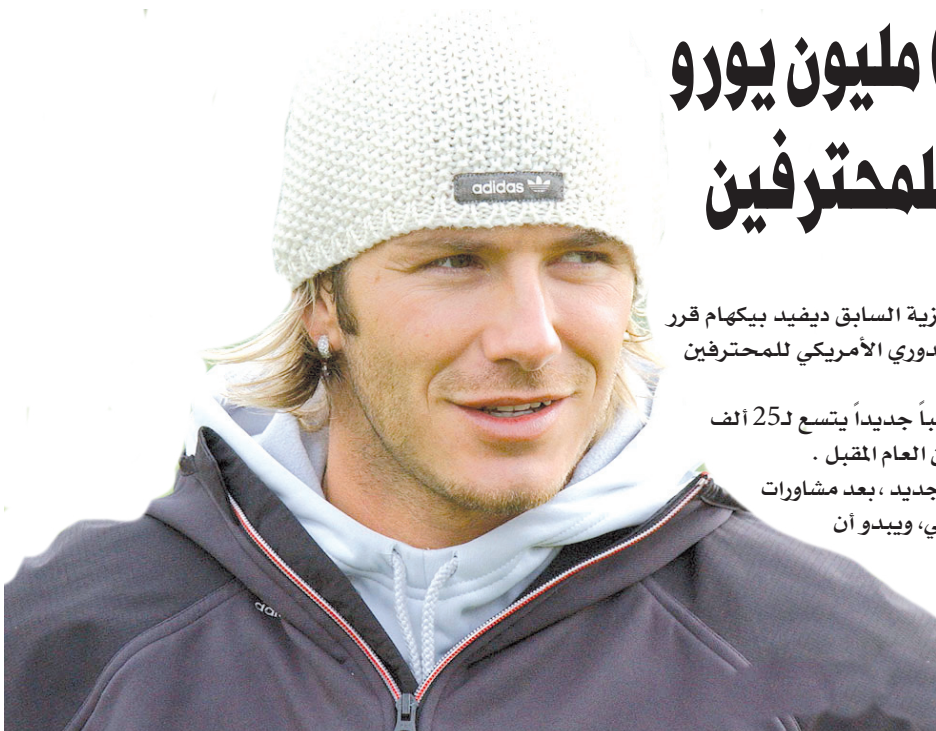 مليون يورو
للمحترفين
adidas
زية السابق ديفيد بيكهام قرر
دوري الأمريكي للمحترفين
باً جديداً يتسع لـ25 ألف
العام المقبل .
جديد ، بعد مشاورات
ي، ويبدو أن